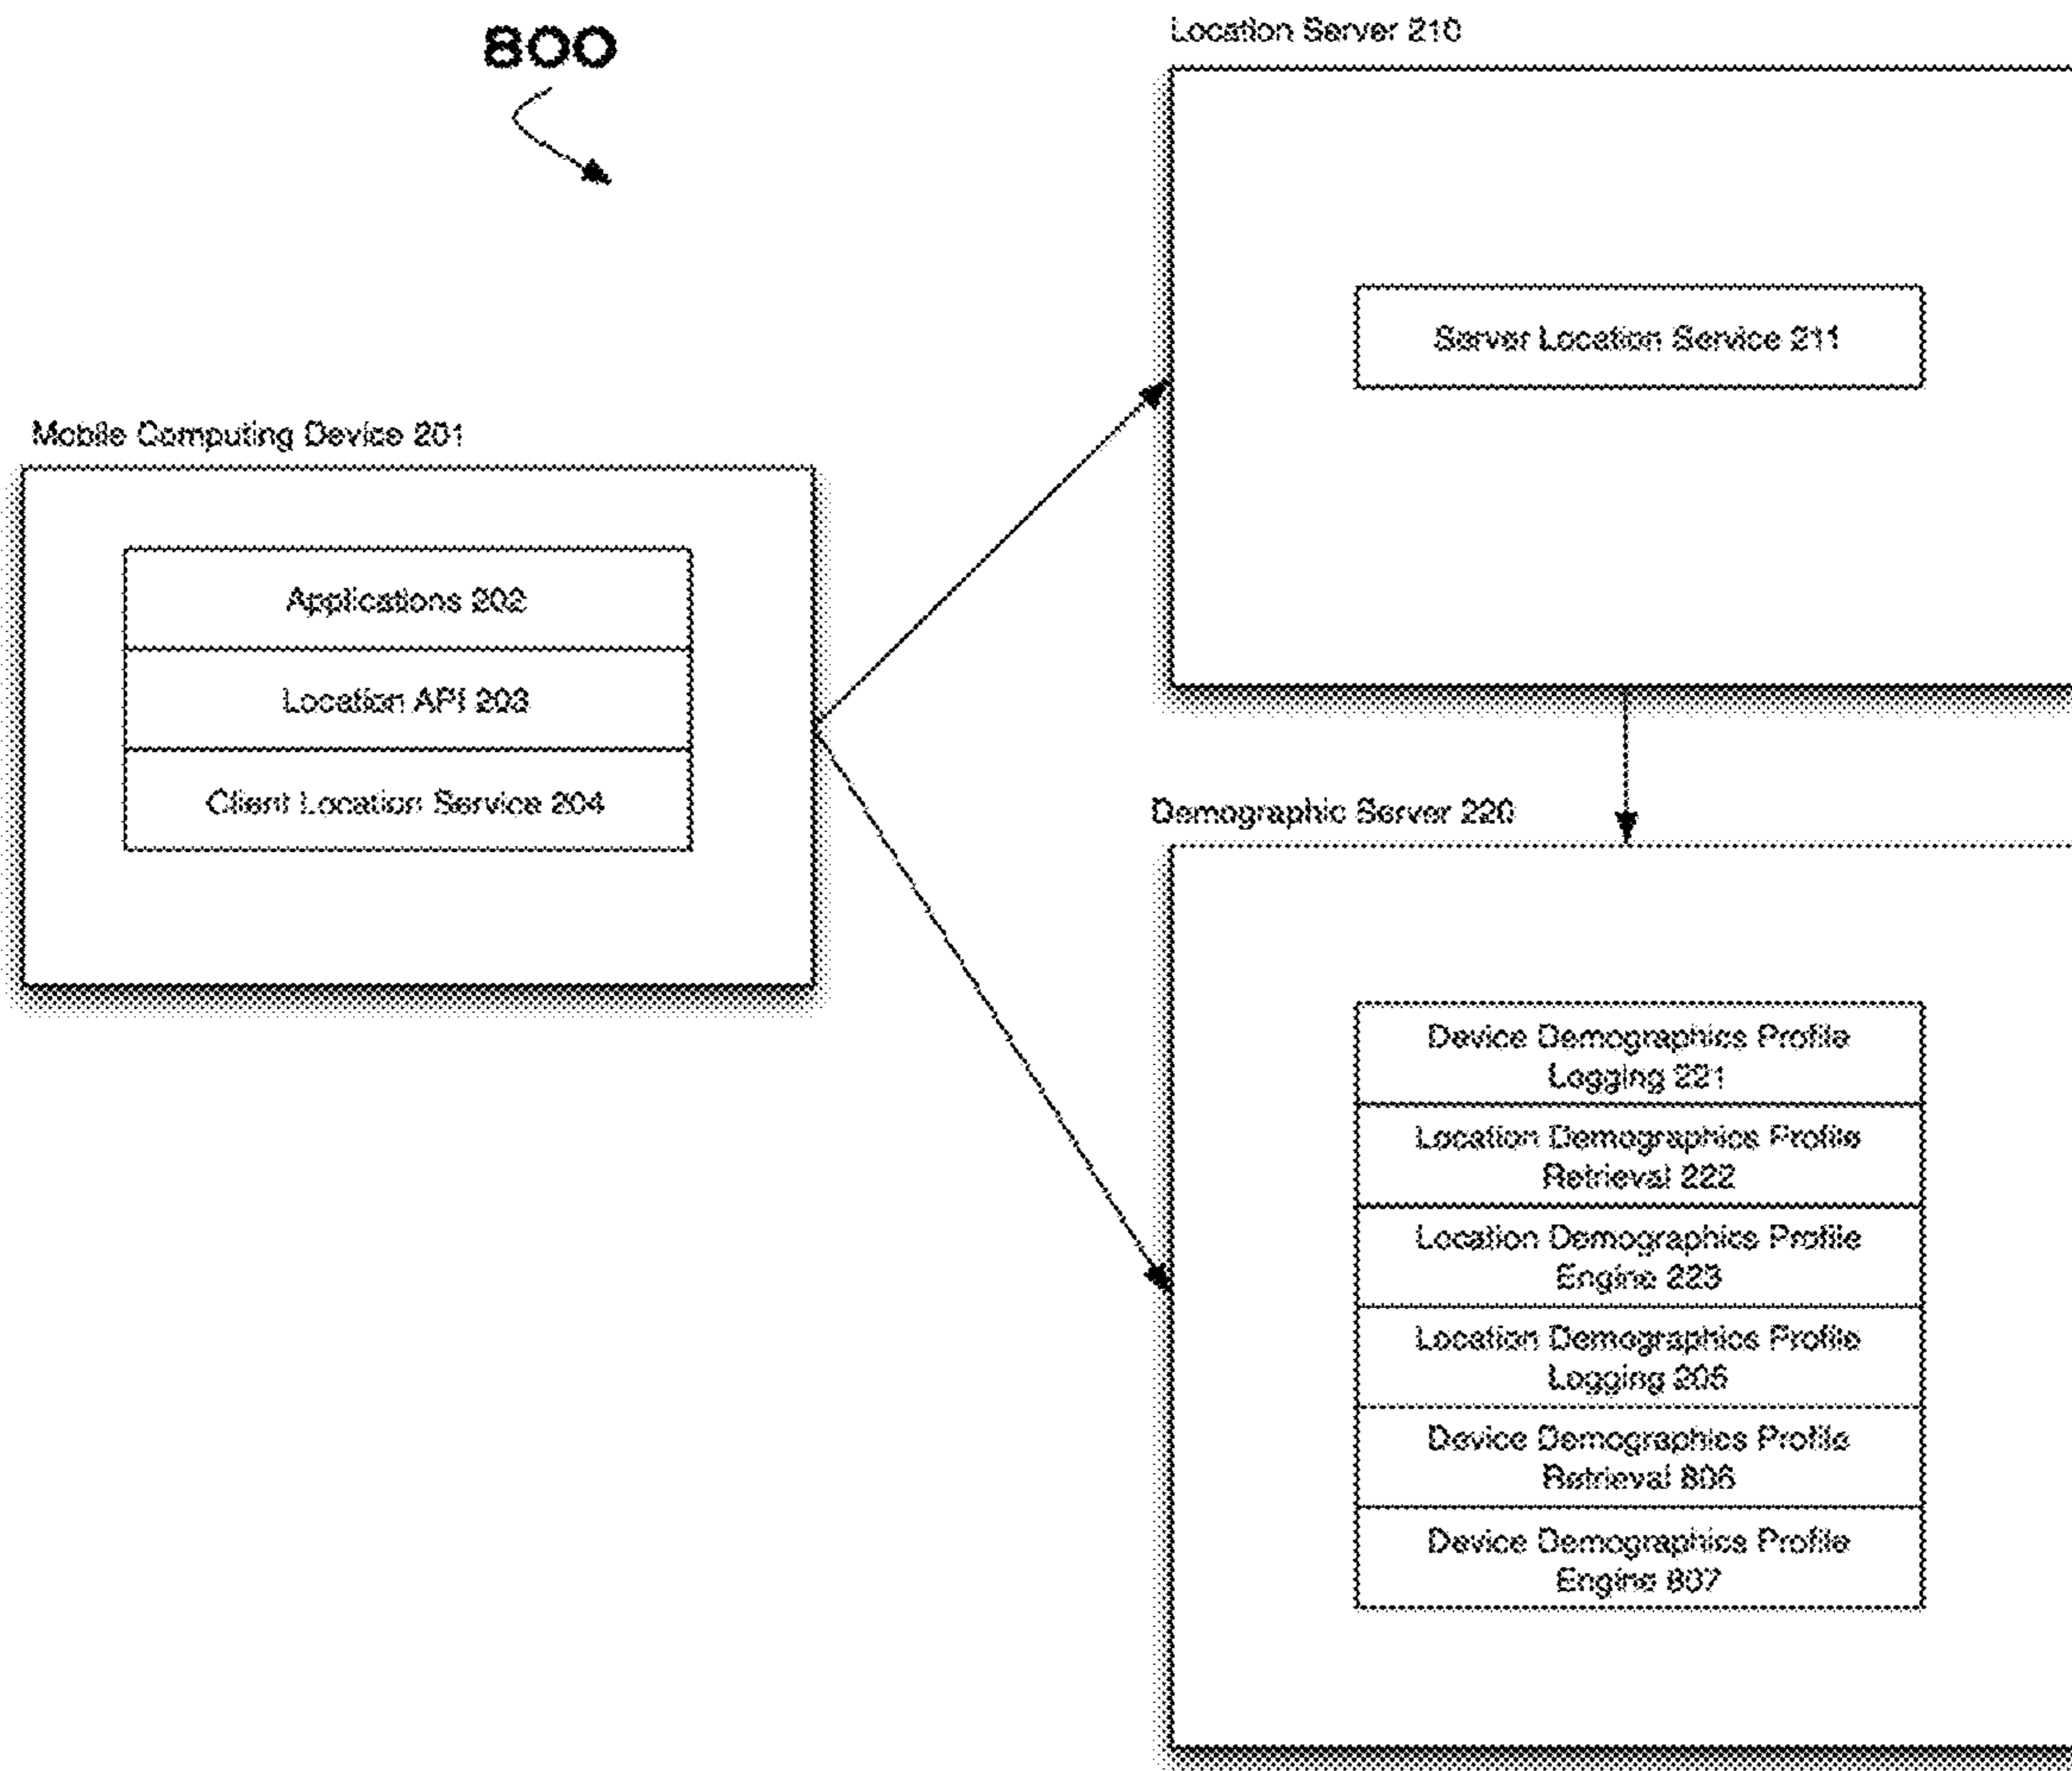 800
Location Server 210
Server Location Service 211
Mobile Computing Device 201
Applications 202
Location API 203
Client Location Service 204
Demographic Server 220
Device Demographics Profile
Logging 221
Location Demographics Profile
Retrieval 222
Location Demographics Profile
Engine 223
Location Demographics Profile
Logging
Device Demographics Profile
Retrieval 806
Device Demographics Profile
Engine 807